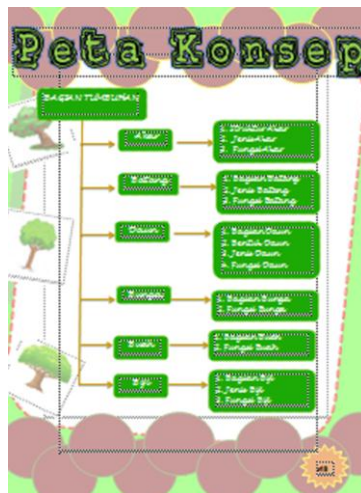 Peta Konsep
BAGIAN TUMBUHAN
Akar
1. Struktur Akar
2. Jenis Akar
3. Fungsi Akar
Batang
1. Bagian Batang
2. Jenis Batang
3. Fungsi Batang
Daun
1. Bagian Daun
2. Bentuk Daun
3. Jenis Daun
4. Fungsi Daun
Bunga
1. Bagian Bunga
2. Fungsi Bunga
Buah
1. Bagian Buah
2. Fungsi Buah
Biji
1. Bagian Biji
2. Jenis Biji
3. Fungsi Biji